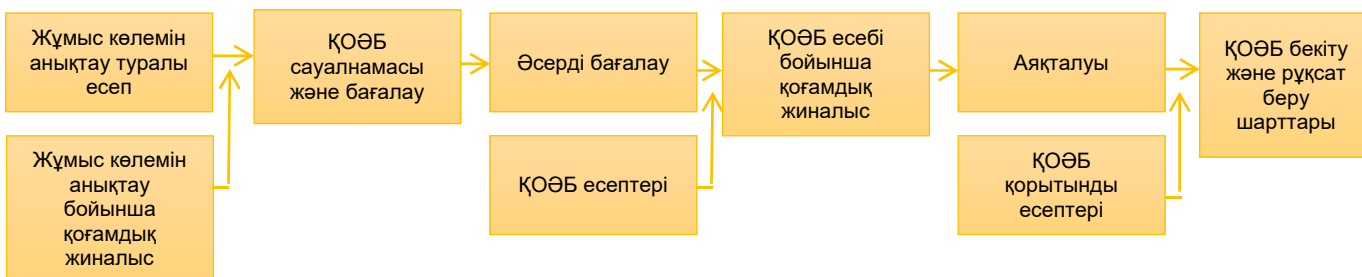 Жұмыс көлемін
анықтау туралы
есеп
ҚОӘБ
сауалнамасы
және бағалау
Әсерді бағалау
ҚОӘБ есебі
бойынша
қоғамдық
жиналыс
Аяқталуы
ҚОӘБ бекіту
және рұқсат
беру
шарттары
Жұмыс көлемін
анықтау
бойынша
қоғамдық
жиналыс
ҚОӘБ есептері
ҚОӘБ
қорытынды
есептері